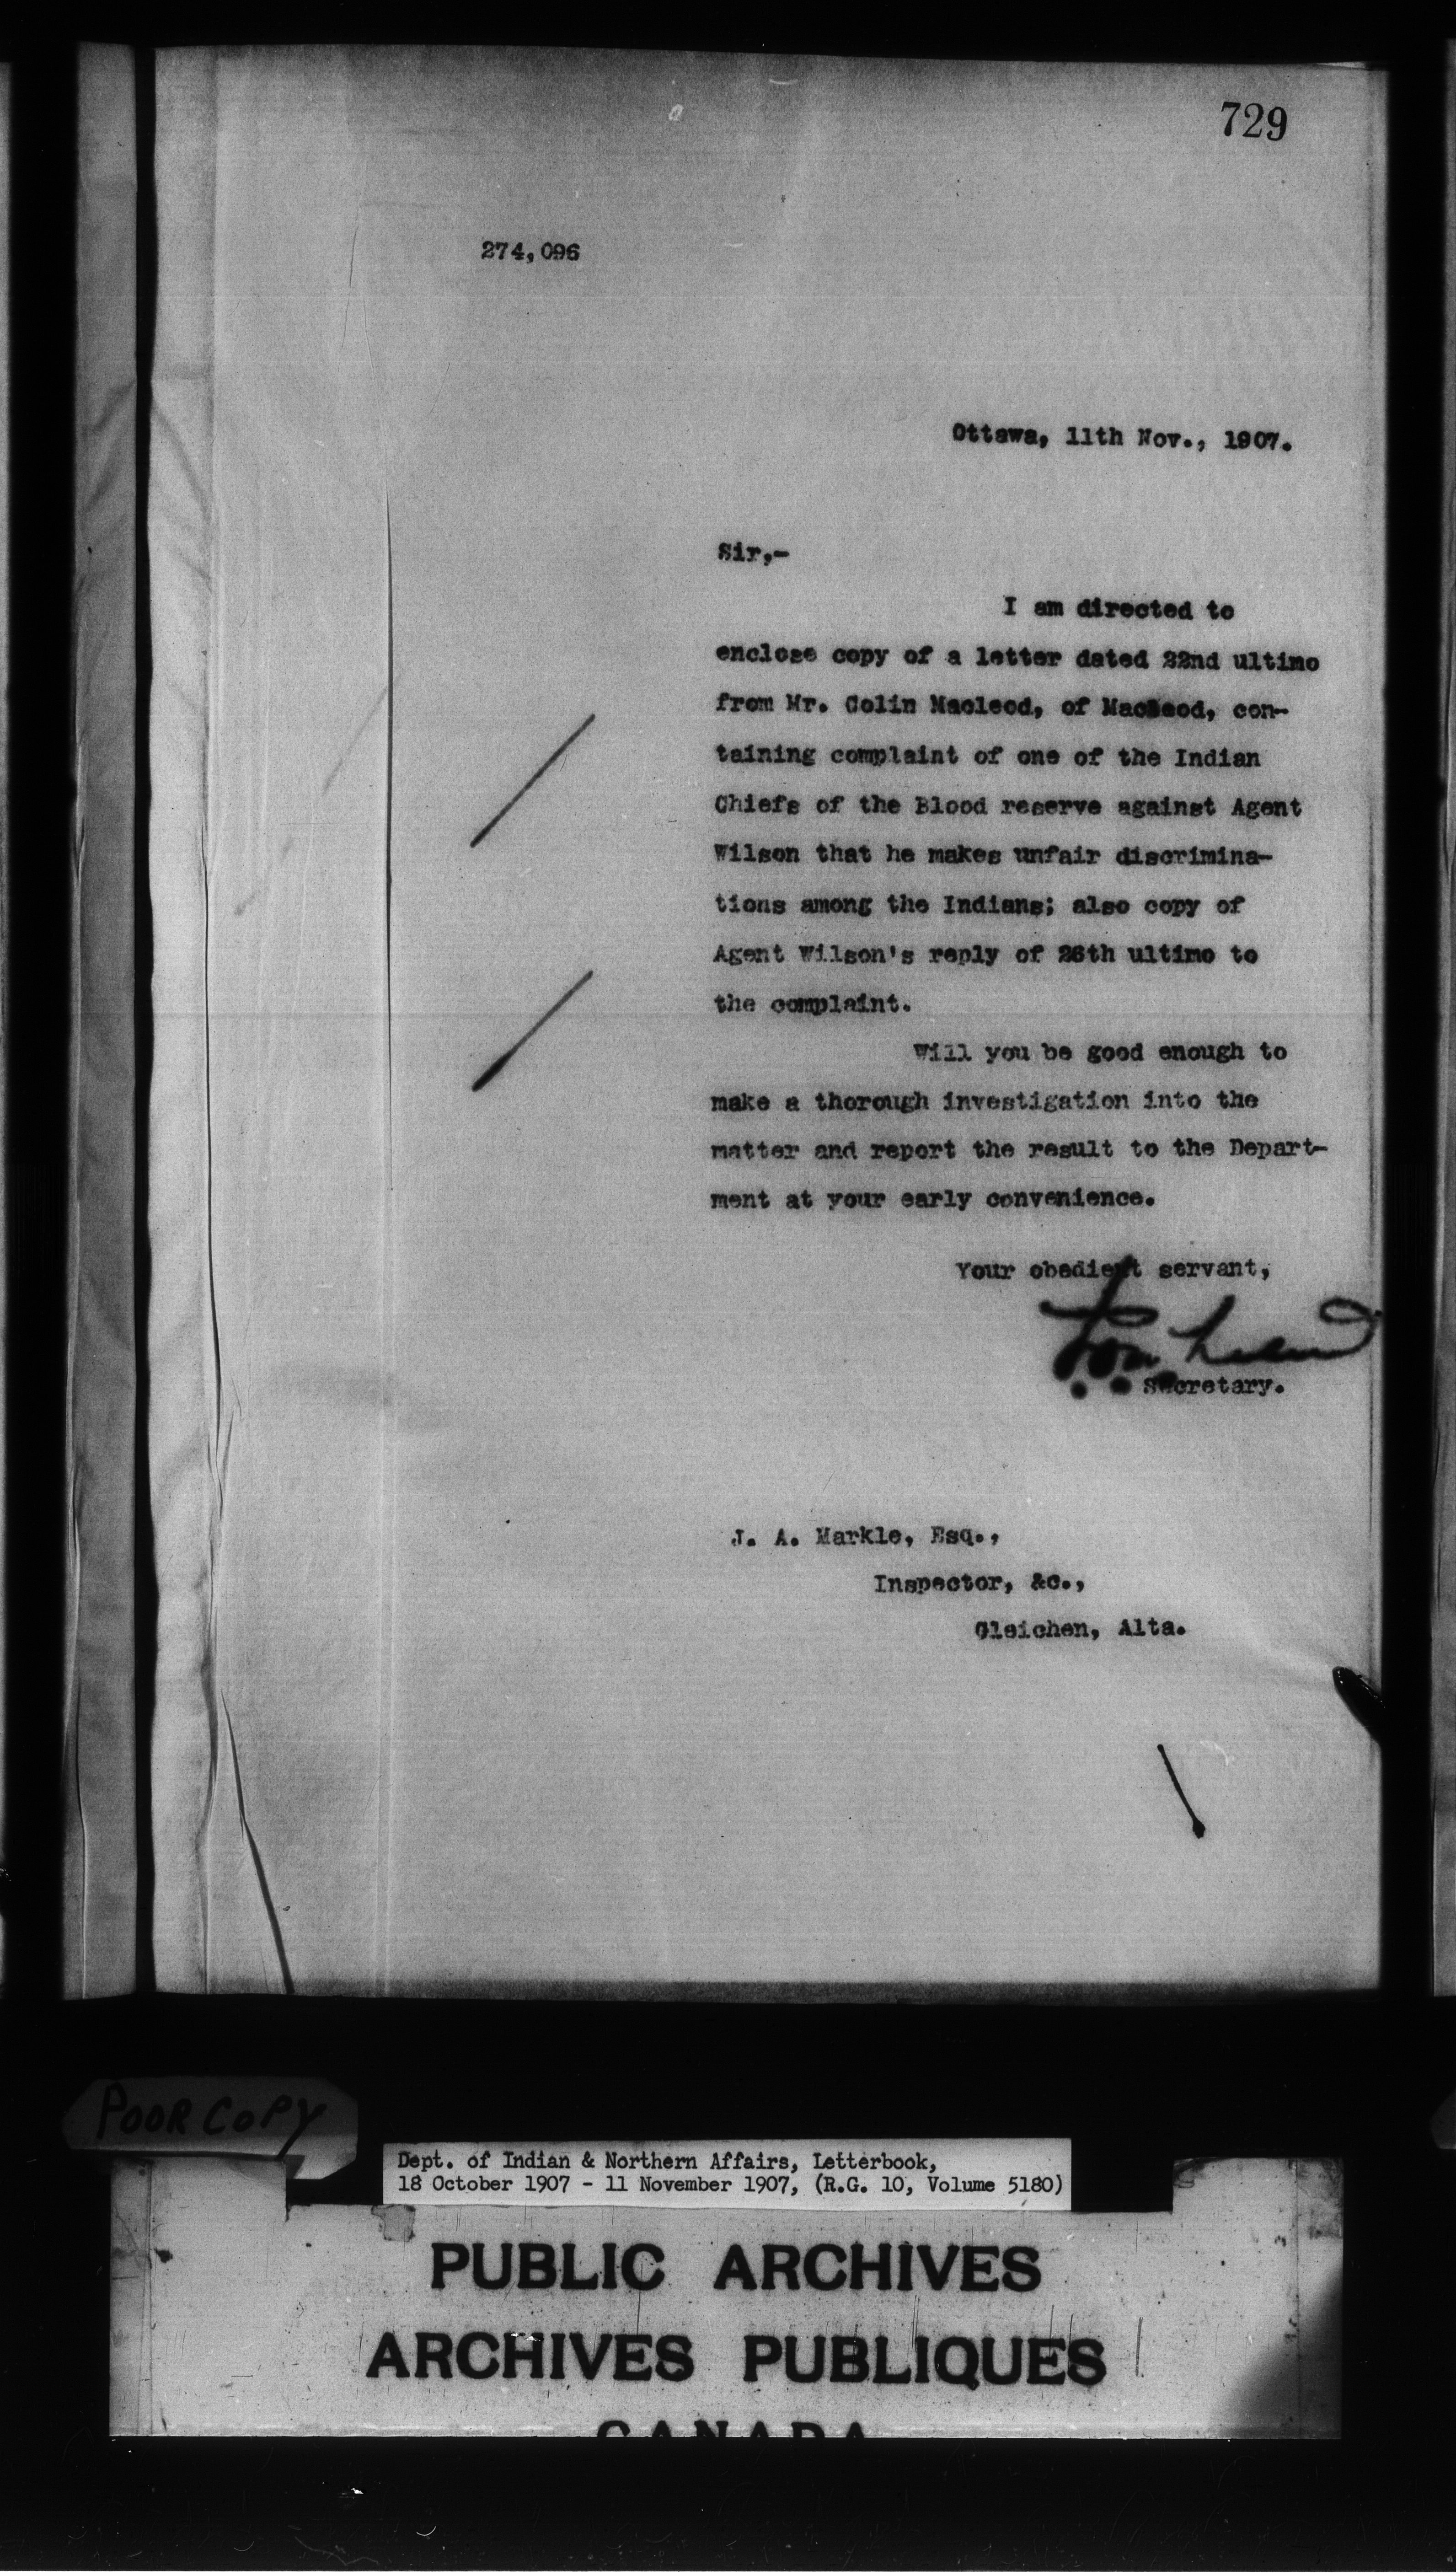 729
274,096
Ottawa, 11th Nov., 1907.
Sir,-
I am directed to
enclose copy of a letter dated 22nd ultimo
from Mr. Colin Macleod, of Macleod, con-
taining complaint of one of the Indian
Chiefs of the Blood reserve against Agent
Wilson that he makes unfair discrimina-
tions among the Indians; also copy of
Agent Wilson's reply of 26th ultimo to
the complaint.
Will you be good enough to
make a thorough investigation into the
matter and report the result to the Depart-
ment at your early convenience.
Your obedient servant,
Secretary.
J. A. Markle, Esq.,
Inspector, &c.,
Gleichen, Alta.
POOR COPY
Dept. of Indian & Northern Affairs, Letterbook,
18 October 1907 - 11 November 1907, (R.G. 10, Volume 5180)
PUBLIC ARCHIVES
ARCHIVES PUBLIQUES
CANADA